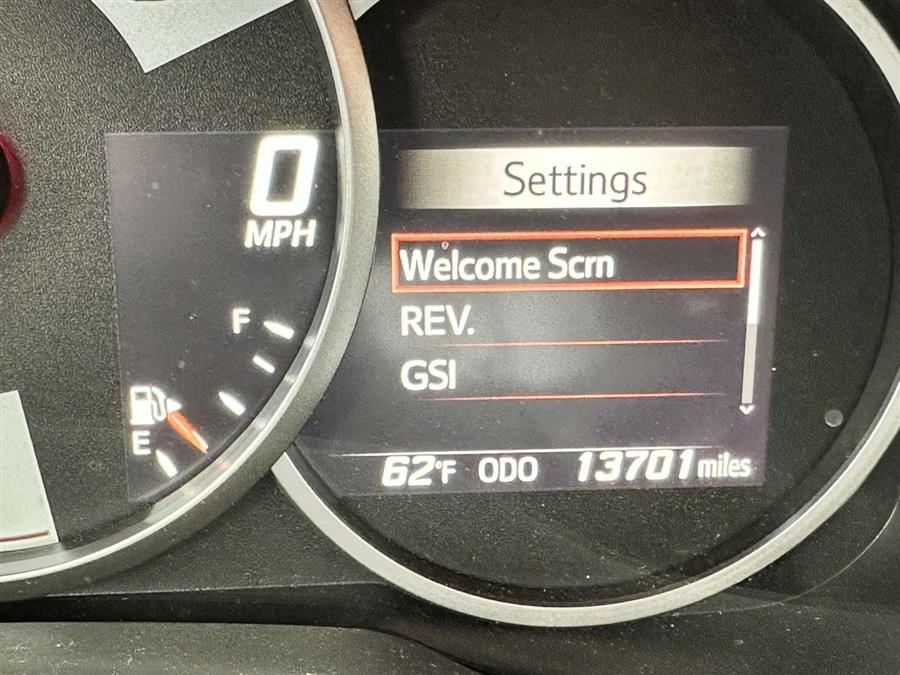 0
MPH
F
E
Settings
Welcome Scrn
REV.
GSI
62°F ODO 13701 miles